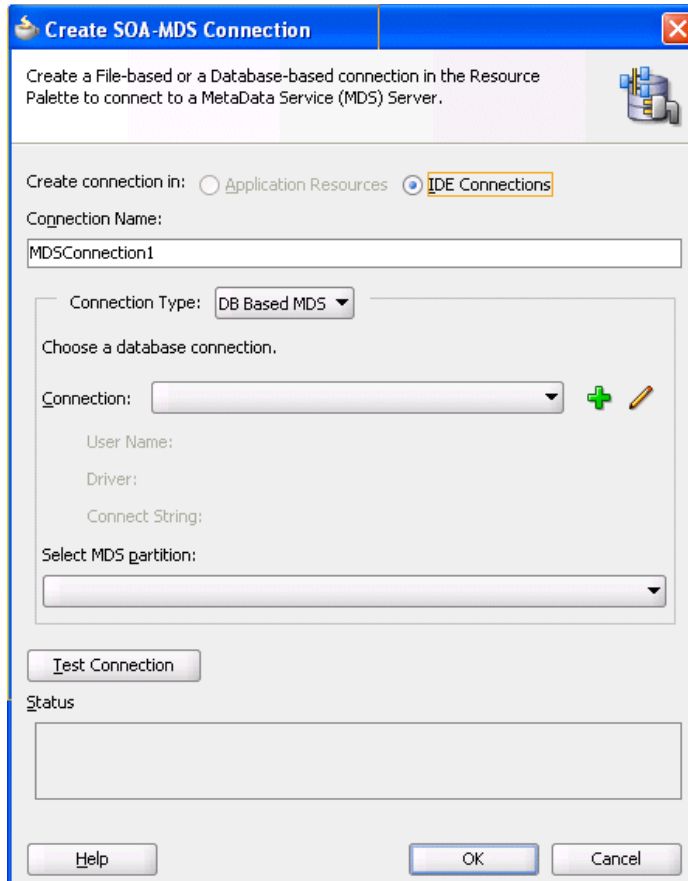 Create SOA-MDS Connection
Create a File-based or a Database-based connection in the Resource
Palette to connect to a MetaData Service (MDS) Server.
Create connection in: Application Resources IDE Connections
Connection Name:
MDSConnection1
Connection Type: DB Based MDS
Choose a database connection.
Connection:
User Name:
Driver:
Connect String:
Select MDS partition:
Test Connection
Status
Help OK Cancel